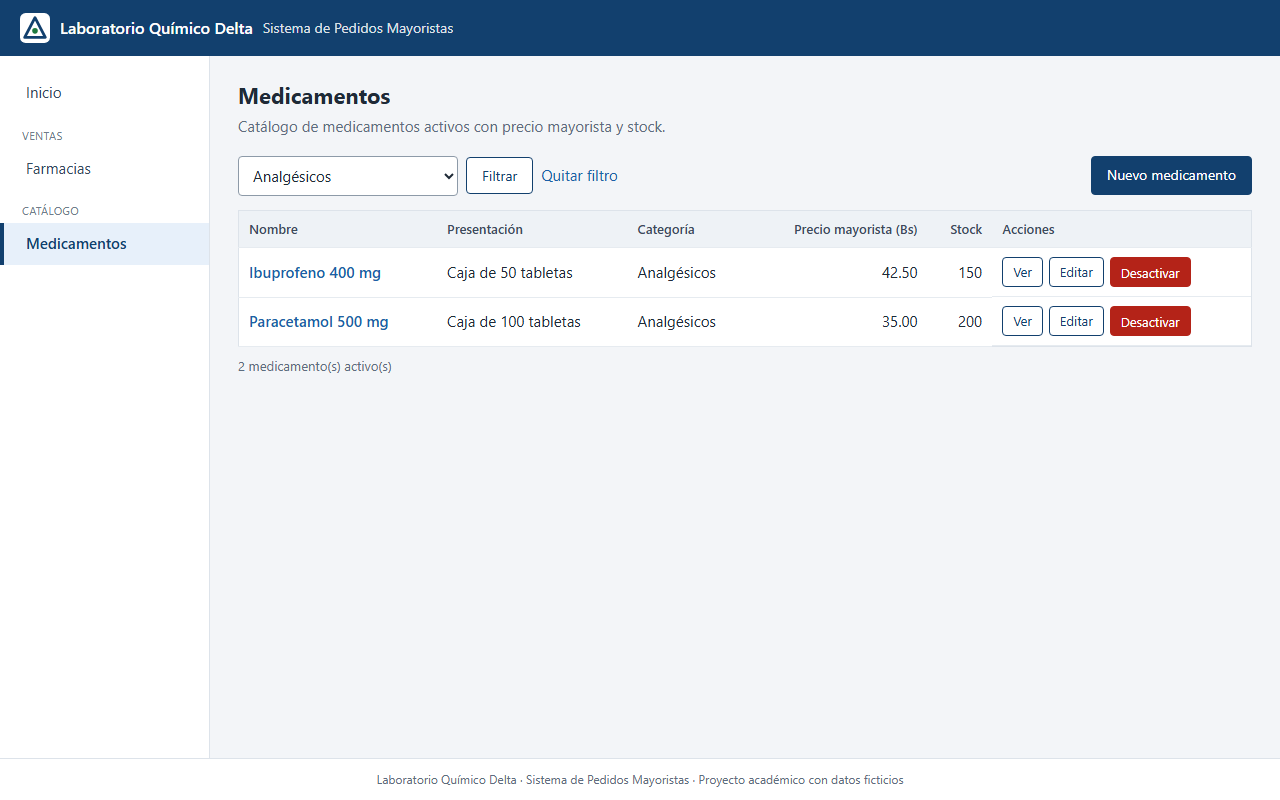 Laboratorio Químico Delta Sistema de Pedidos Mayoristas
Inicio
VENTAS
Farmacias
CATÁLOGO
Medicamentos
Medicamentos
Catálogo de medicamentos activos con precio mayorista y stock.
Analgésicos Filtrar Quitar filtro Nuevo medicamento
Nombre Presentación Categoría Precio mayorista (Bs) Stock Acciones
Ibuprofeno 400 mg Caja de 50 tabletas Analgésicos 42.50 150 Ver Editar Desactivar
Paracetamol 500 mg Caja de 100 tabletas Analgésicos 35.00 200 Ver Editar Desactivar
2 medicamento(s) activo(s)
Laboratorio Químico Delta · Sistema de Pedidos Mayoristas · Proyecto académico con datos ficticios